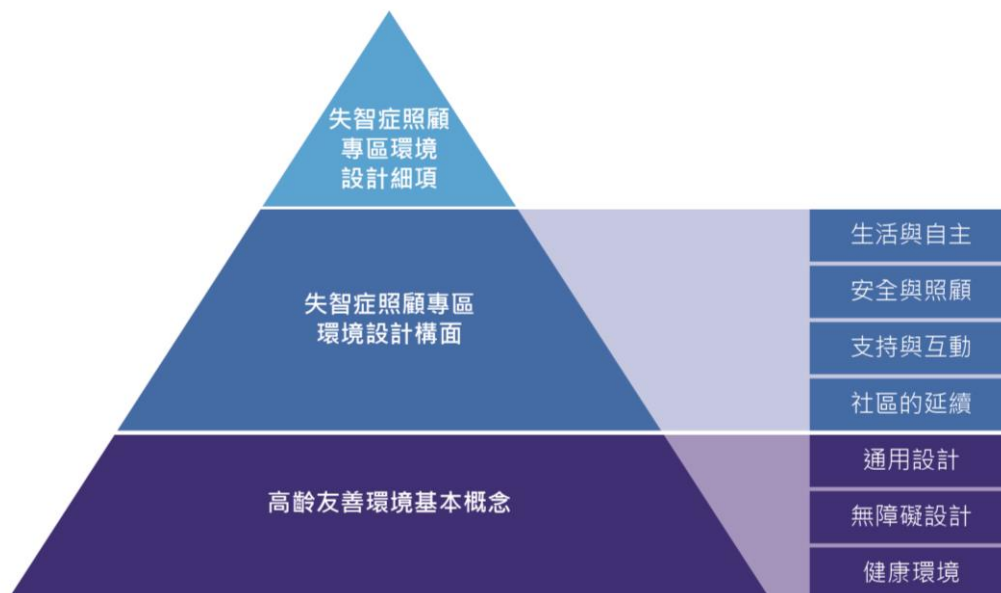 失智症照顧
專區環境
設計細項
失智症照顧專區
環境設計構面
生活與自主
安全與照顧
支持與互動
社區的延續
高齡友善環境基本概念
通用設計
無障礙設計
健康環境